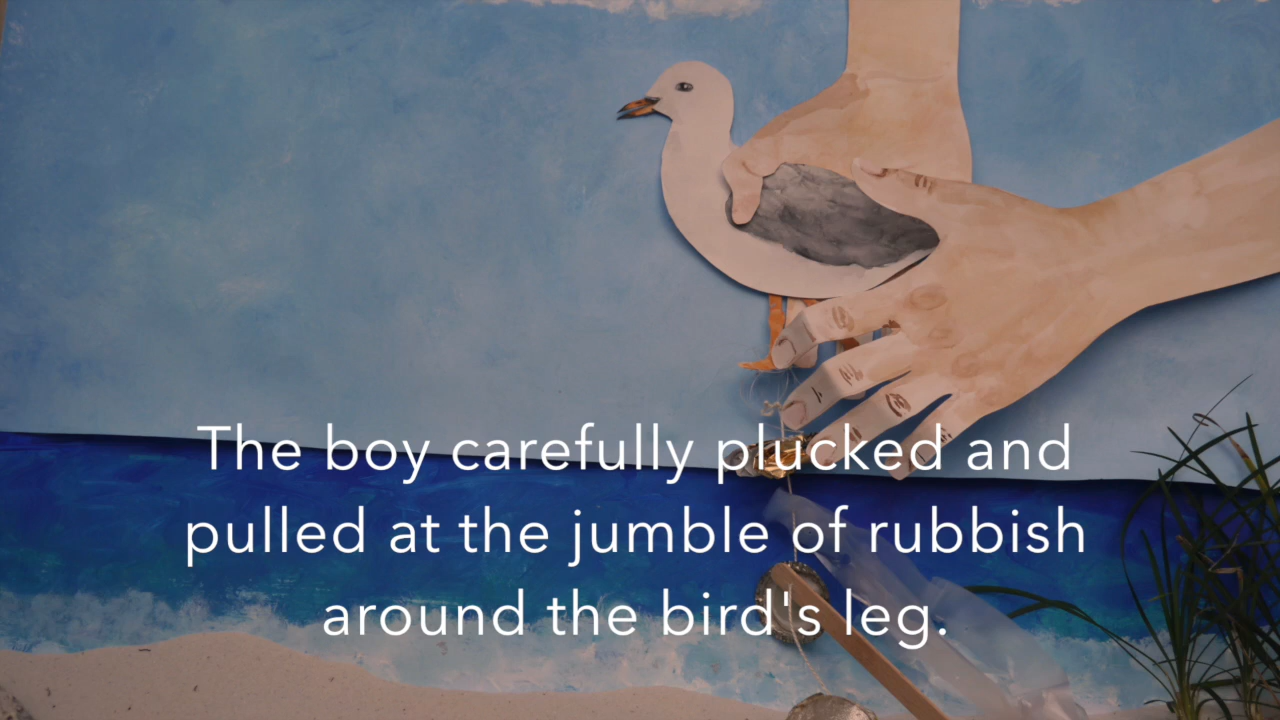 The boy carefully plucked and
pulled at the jumble of rubbish
around the bird's leg.